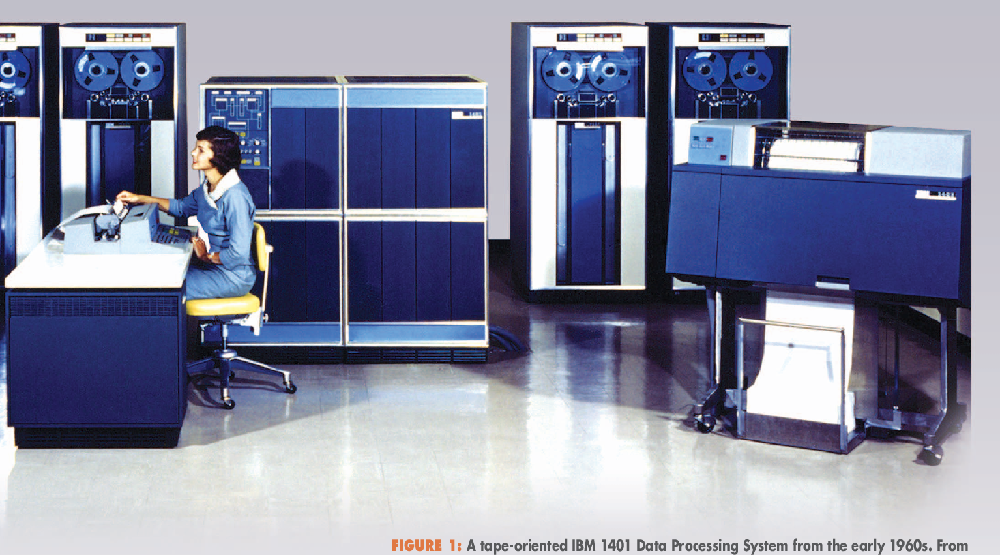 FIGURE 1: A tape-oriented IBM 1401 Data Processing System from the early 1960s. From